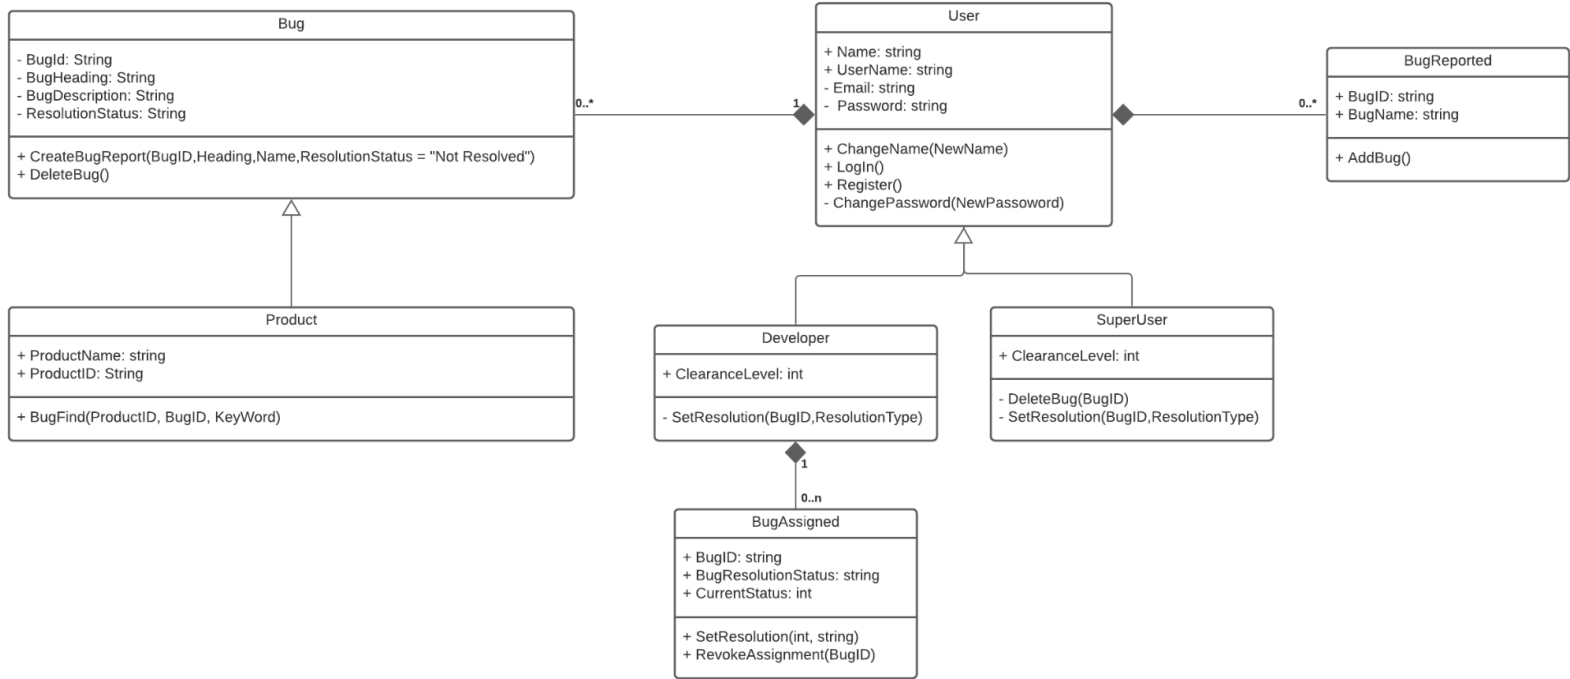 Bug
- BugId: String
- BugHeading: String
- BugDescription: String
- ResolutionStatus: String
+ CreateBugReport(BugID,Heading,Name,ResolutionStatus = "Not Resolved")
+ DeleteBug()
0..*
1
User
+ Name: string
+ UserName: string
- Email: string
- Password: string
+ ChangeName(NewName)
+ LogIn()
+ Register()
- ChangePassword(NewPassoword)
0..*
BugReported
+ BugID: string
+ BugName: string
+ AddBug()
Product
+ ProductName: string
+ ProductID: String
+ BugFind(ProductID, BugID, KeyWord)
Developer
+ ClearanceLevel: int
- SetResolution(BugID,ResolutionType)
SuperUser
+ ClearanceLevel: int
- DeleteBug(BugID)
- SetResolution(BugID,ResolutionType)
1
0..n
BugAssigned
+ BugID: string
+ BugResolutionStatus: string
+ CurrentStatus: int
+ SetResolution(int, string)
+ RevokeAssignment(BugID)